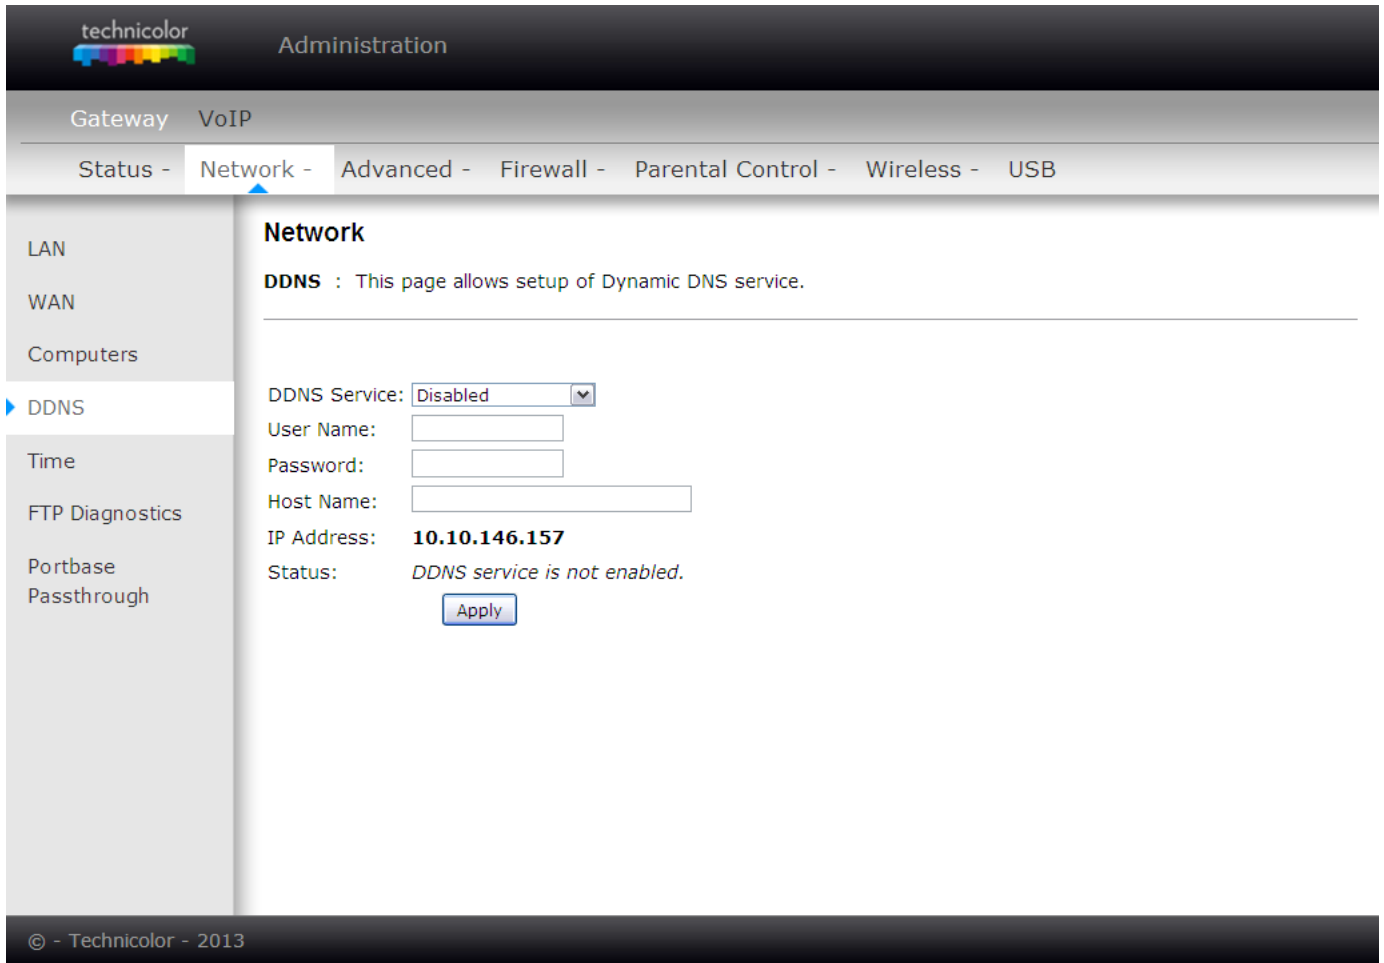 technicolor
Administration
Gateway VoIP
Status - Network - Advanced - Firewall - Parental Control - Wireless - USB
LAN
WAN
Computers
DDNS
Time
FTP Diagnostics
Portbase
Passthrough
Network
DDNS : This page allows setup of Dynamic DNS service.
DDNS Service: Disabled
User Name:
Password:
Host Name:
IP Address: 10.10.146.157
Status: DDNS service is not enabled.
Apply
© - Technicolor - 2013